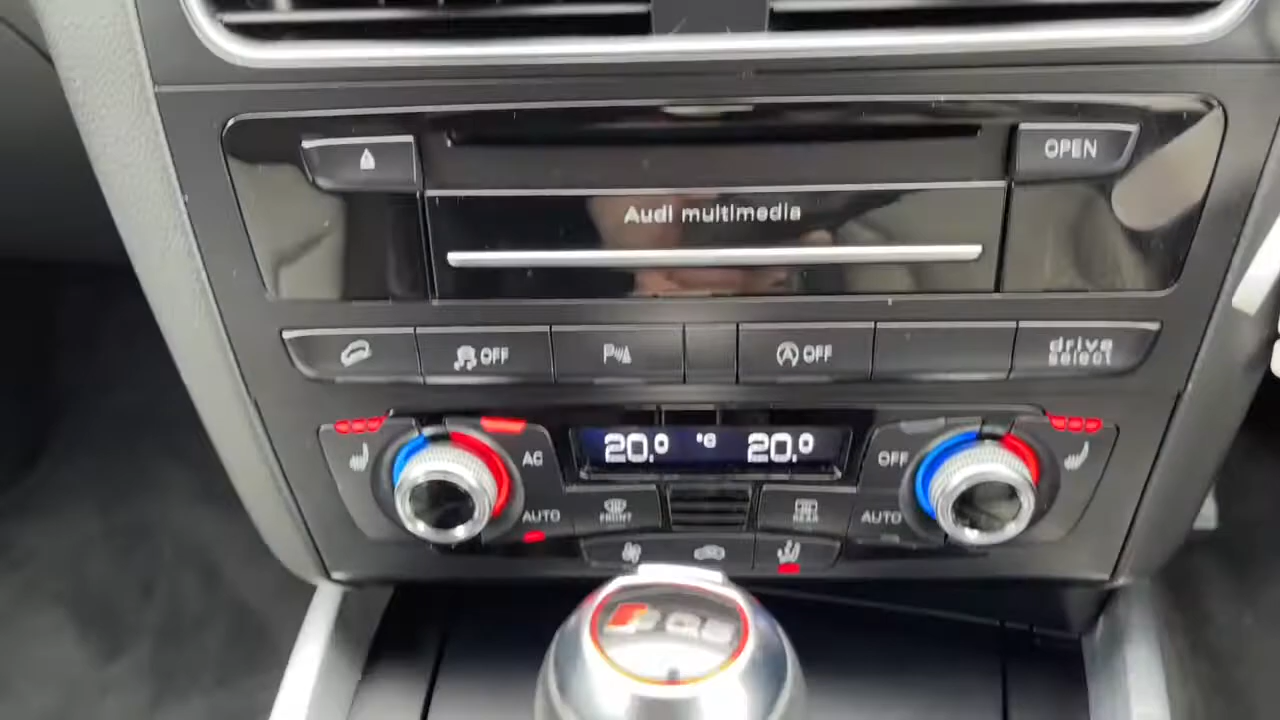 OPEN
Audi multimedia
OFF
P
A OFF
drive
select
20.0 °C 20.0
AC
OFF
AUTO
FRONT
REAR
AUTO